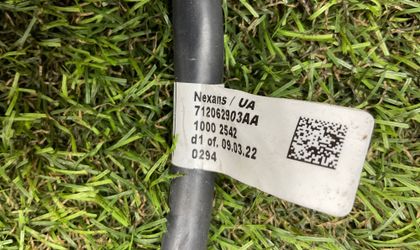 Nexans / UA
712062903AA
1000 2542
d1 of. 09.03.22
0294